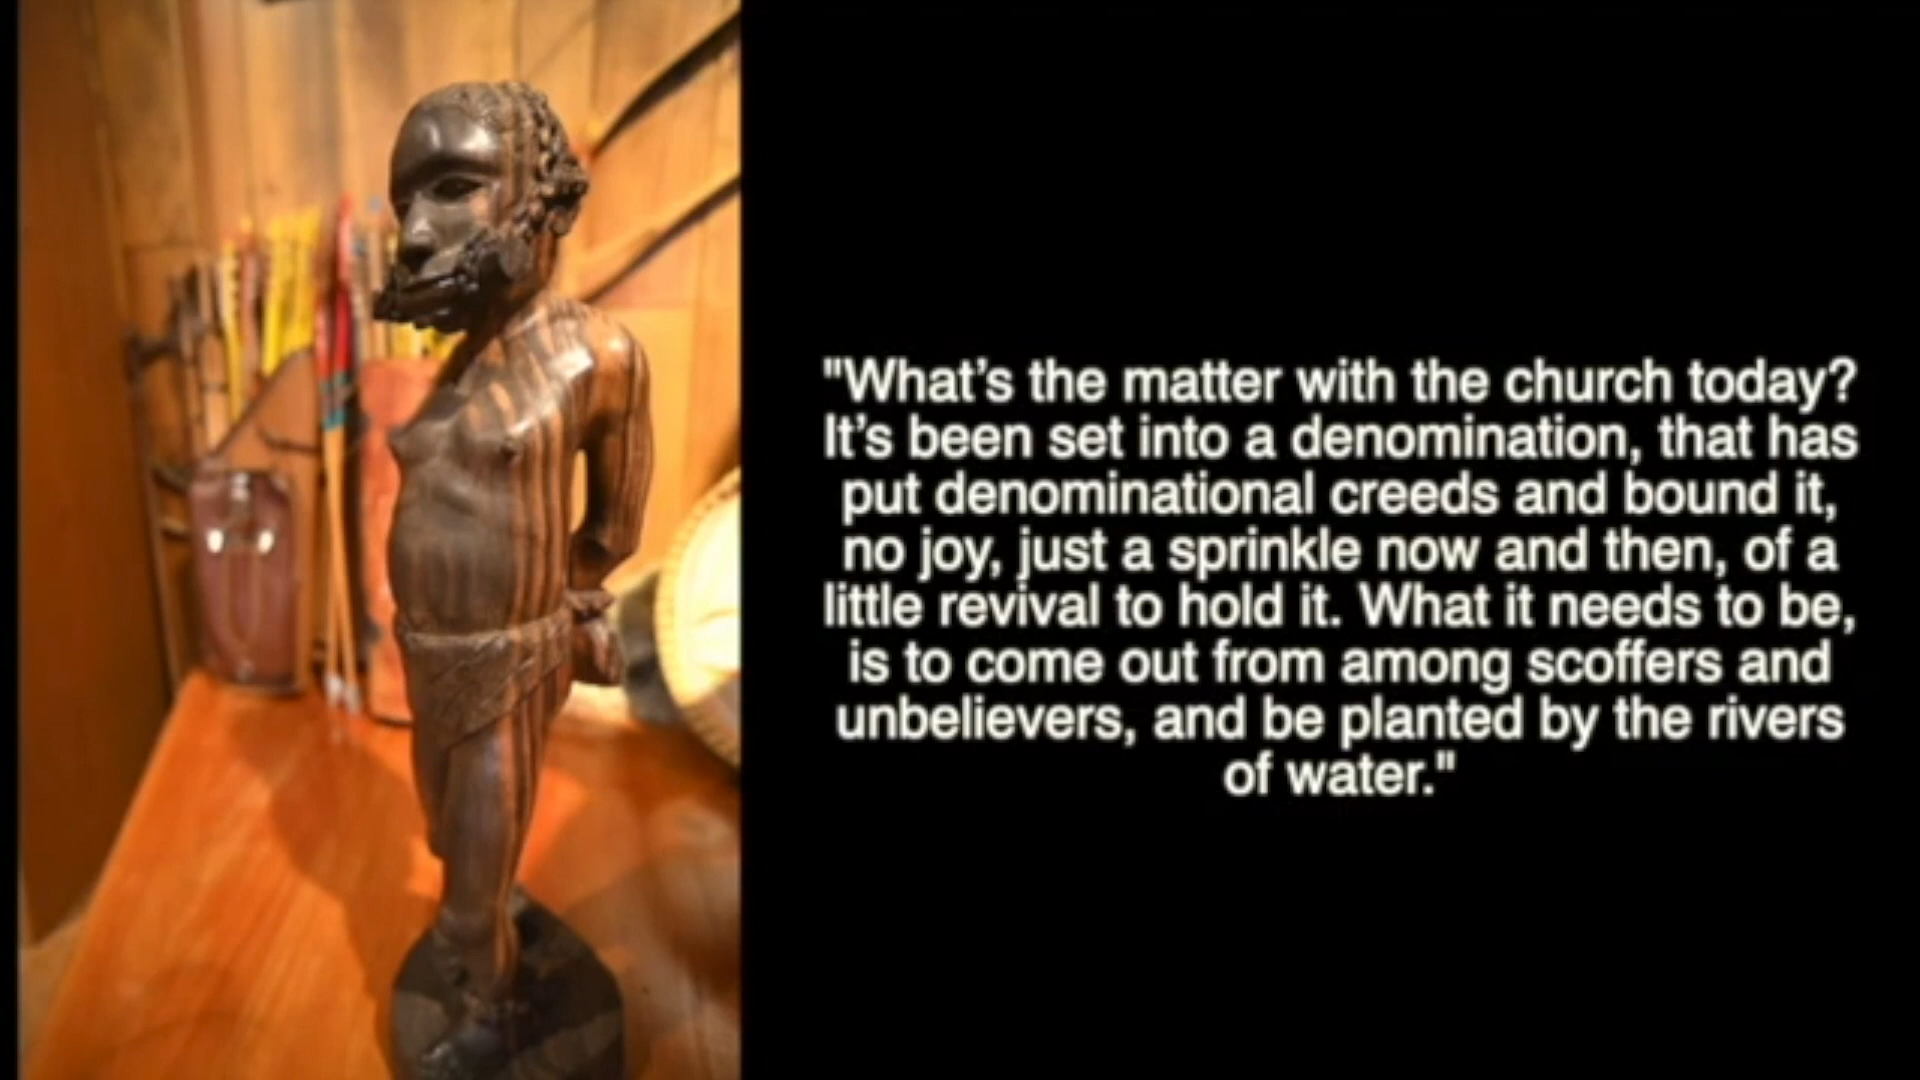 "What’s the matter with the church today?
It’s been set into a denomination, that has
put denominational creeds and bound it,
no joy, just a sprinkle now and then, of a
little revival to hold it. What it needs to be,
is to come out from among scoffers and
unbelievers, and be planted by the rivers
of water."